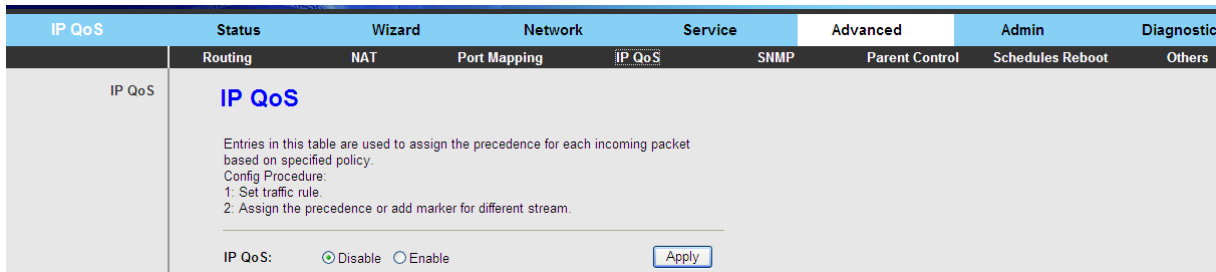 IP QoS Status Wizard Network Service Advanced Admin Diagnostic
Routing NAT Port Mapping IP QoS SNMP Parent Control Schedules Reboot Others
IP QoS
IP QoS
Entries in this table are used to assign the precedence for each incoming packet
based on specified policy.
Config Procedure:
1: Set traffic rule.
2: Assign the precedence or add marker for different stream.
IP QoS: Disable Enable Apply